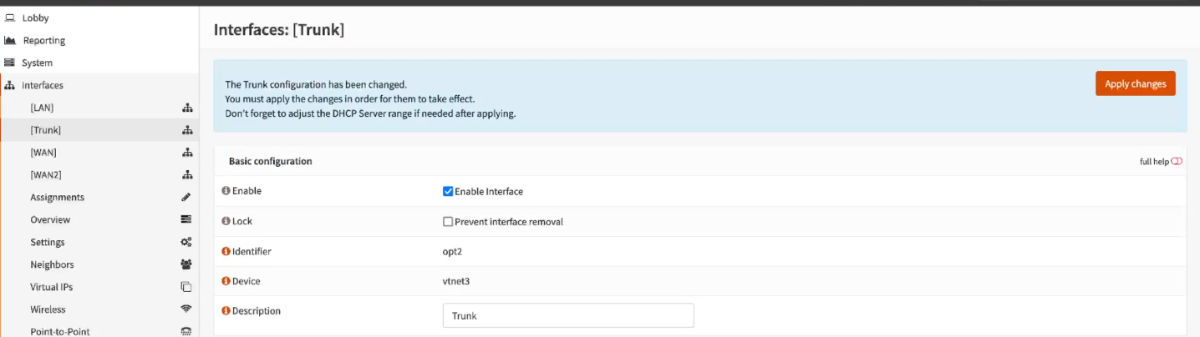 Lobby
Reporting
System
Interfaces
[LAN]
[Trunk]
[WAN]
[WAN2]
Assignments
Overview
Settings
Neighbors
Virtual IPs
Wireless
Point-to-Point
Interfaces: [Trunk]
The Trunk configuration has been changed.
You must apply the changes in order for them to take effect.
Don't forget to adjust the DHCP Server range if needed after applying.
Apply changes
Basic configuration
full help
Enable
Enable Interface
Lock
Prevent interface removal
Identifier
opt2
Device
vtnet3
Description
Trunk